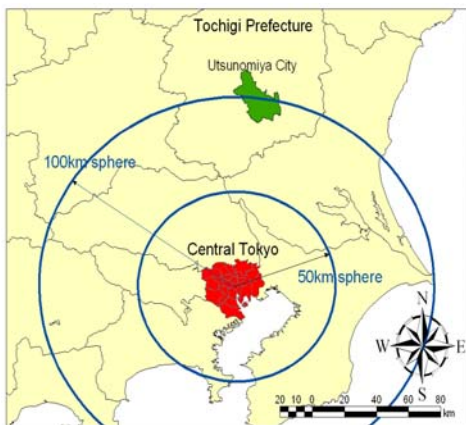 Tochigi Prefecture
Utsunomiya City
100km sphere
Central Tokyo
50km sphere
N
W E
S
20 10 0 20 40 60 80
km